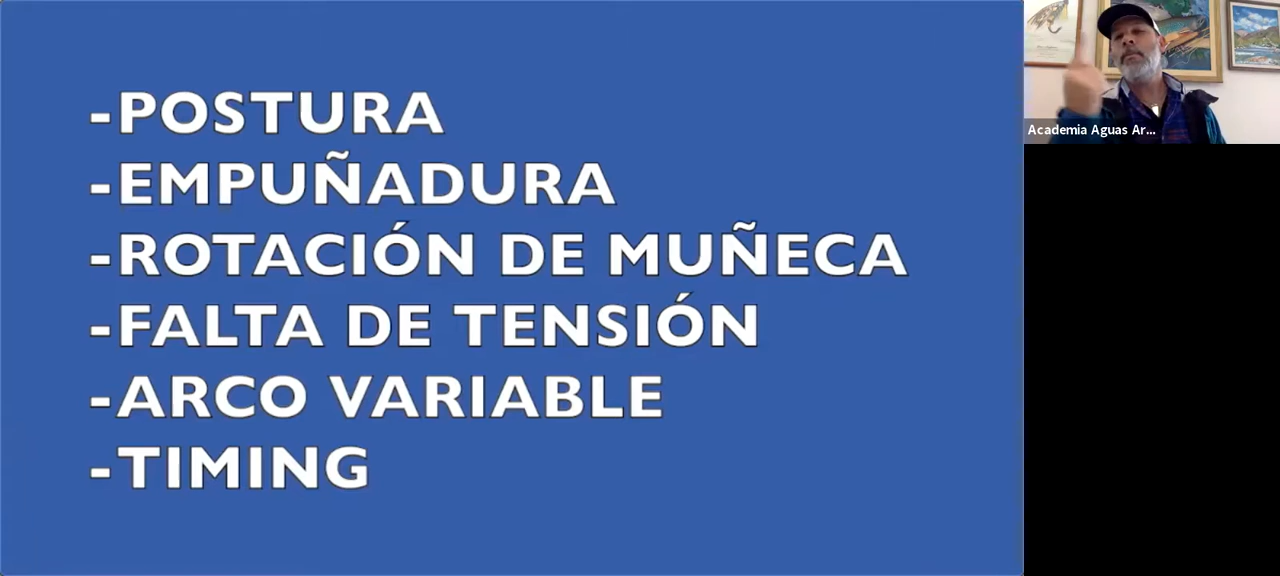 -POSTURA
-EMPUÑADURA
-ROTACIÓN DE MUÑECA
-FALTA DE TENSIÓN
-ARCO VARIABLE
-TIMING
Academia Aguas Ar...